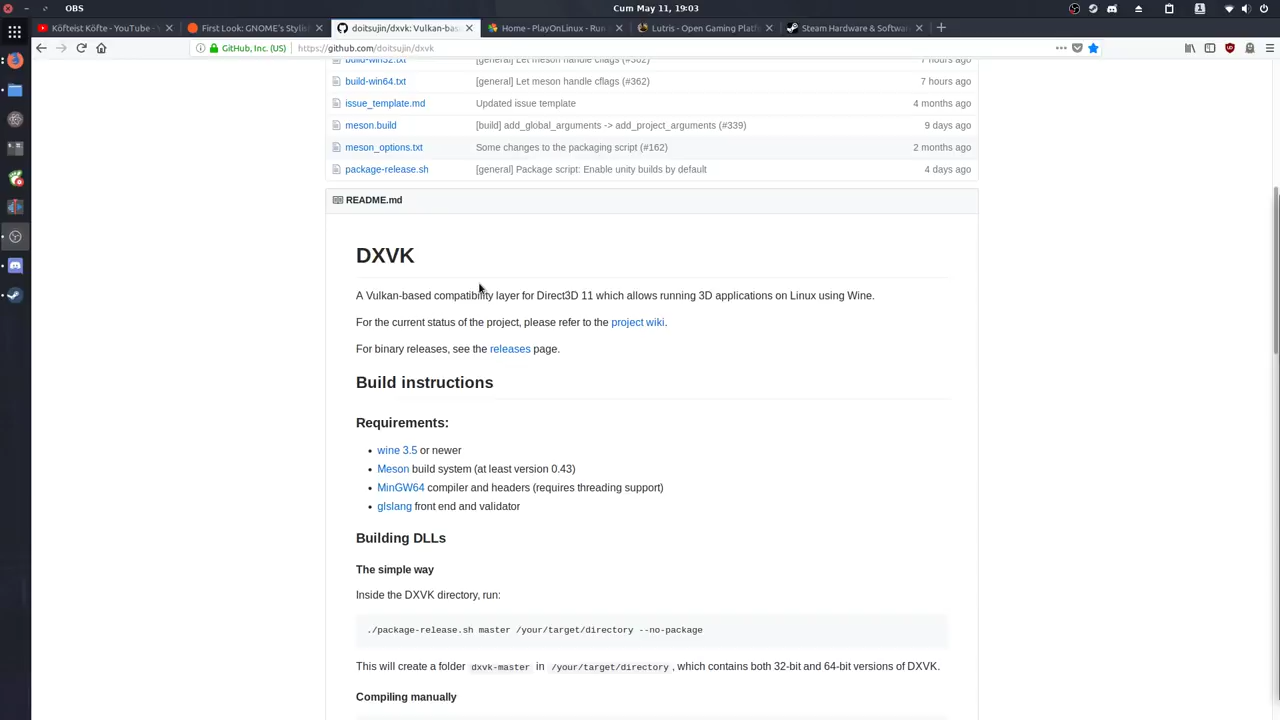 OBS
Cum May 11, 19:03
Köfteist Köfte - YouTube -
First Look: GNOME's Stylis
doitsujin/dxvk: Vulkan-bas
Home - PlayOnLinux - Run
Lutris - Open Gaming Platf
Steam Hardware & Softwa
GitHub, Inc. (US)
https://github.com/doitsujin/dxvk
build-win32.txt [general] Let meson handle cflags (#362) 7 hours ago
build-win64.txt [general] Let meson handle cflags (#362) 7 hours ago
issue_template.md Updated issue template 4 months ago
meson.build [build] add_global_arguments -> add_project_arguments (#339) 9 days ago
meson_options.txt Some changes to the packaging script (#162) 2 months ago
package-release.sh [general] Package script: Enable unity builds by default 4 days ago
README.md
DXVK
A Vulkan-based compatibility layer for Direct3D 11 which allows running 3D applications on Linux using Wine.
For the current status of the project, please refer to the project wiki.
For binary releases, see the releases page.
Build instructions
Requirements:
• wine 3.5 or newer
• Meson build system (at least version 0.43)
• MinGW64 compiler and headers (requires threading support)
• glslang front end and validator
Building DLLs
The simple way
Inside the DXVK directory, run:
./package-release.sh master /your/target/directory --no-package
This will create a folder dxvk-master in /your/target/directory, which contains both 32-bit and 64-bit versions of DXVK.
Compiling manually